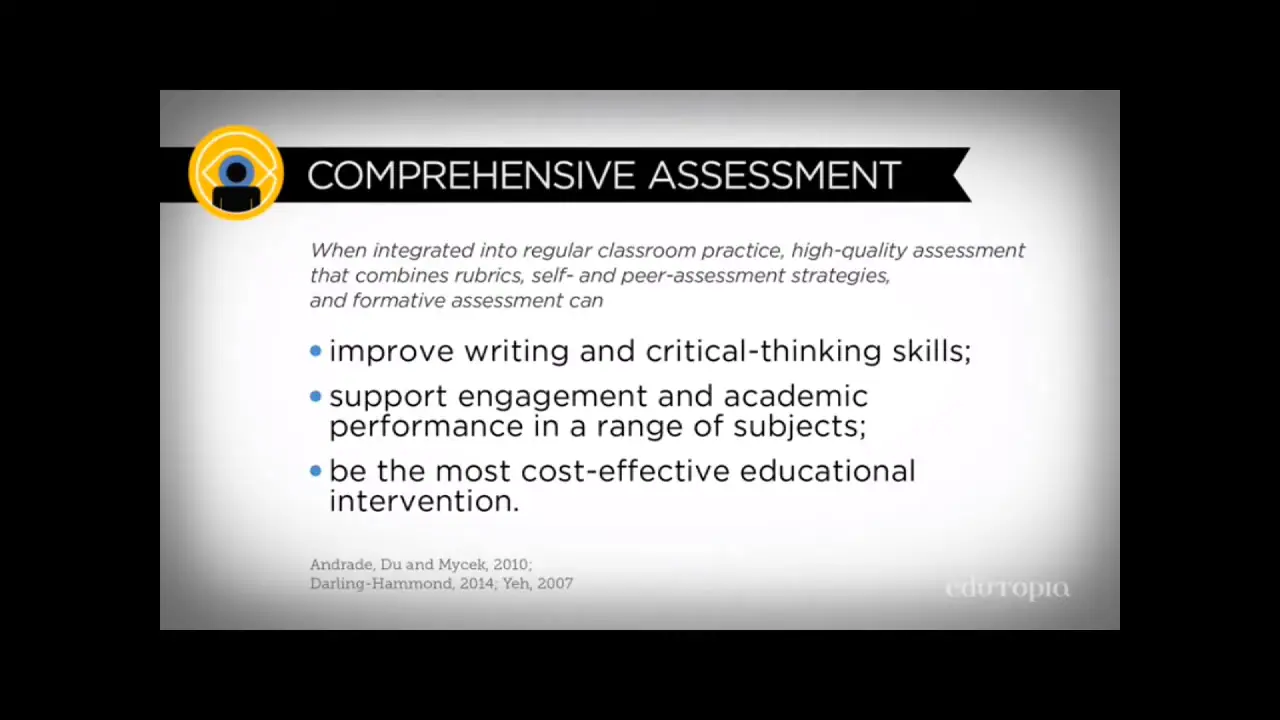 COMPREHENSIVE ASSESSMENT
When integrated into regular classroom practice, high-quality assessment
that combines rubrics, self- and peer-assessment strategies,
and formative assessment can
• improve writing and critical-thinking skills;
• support engagement and academic
performance in a range of subjects;
• be the most cost-effective educational
intervention.
Andrade, Du and Mycek, 2010;
Darling-Hammond, 2014; Yeh, 2007
edutopia